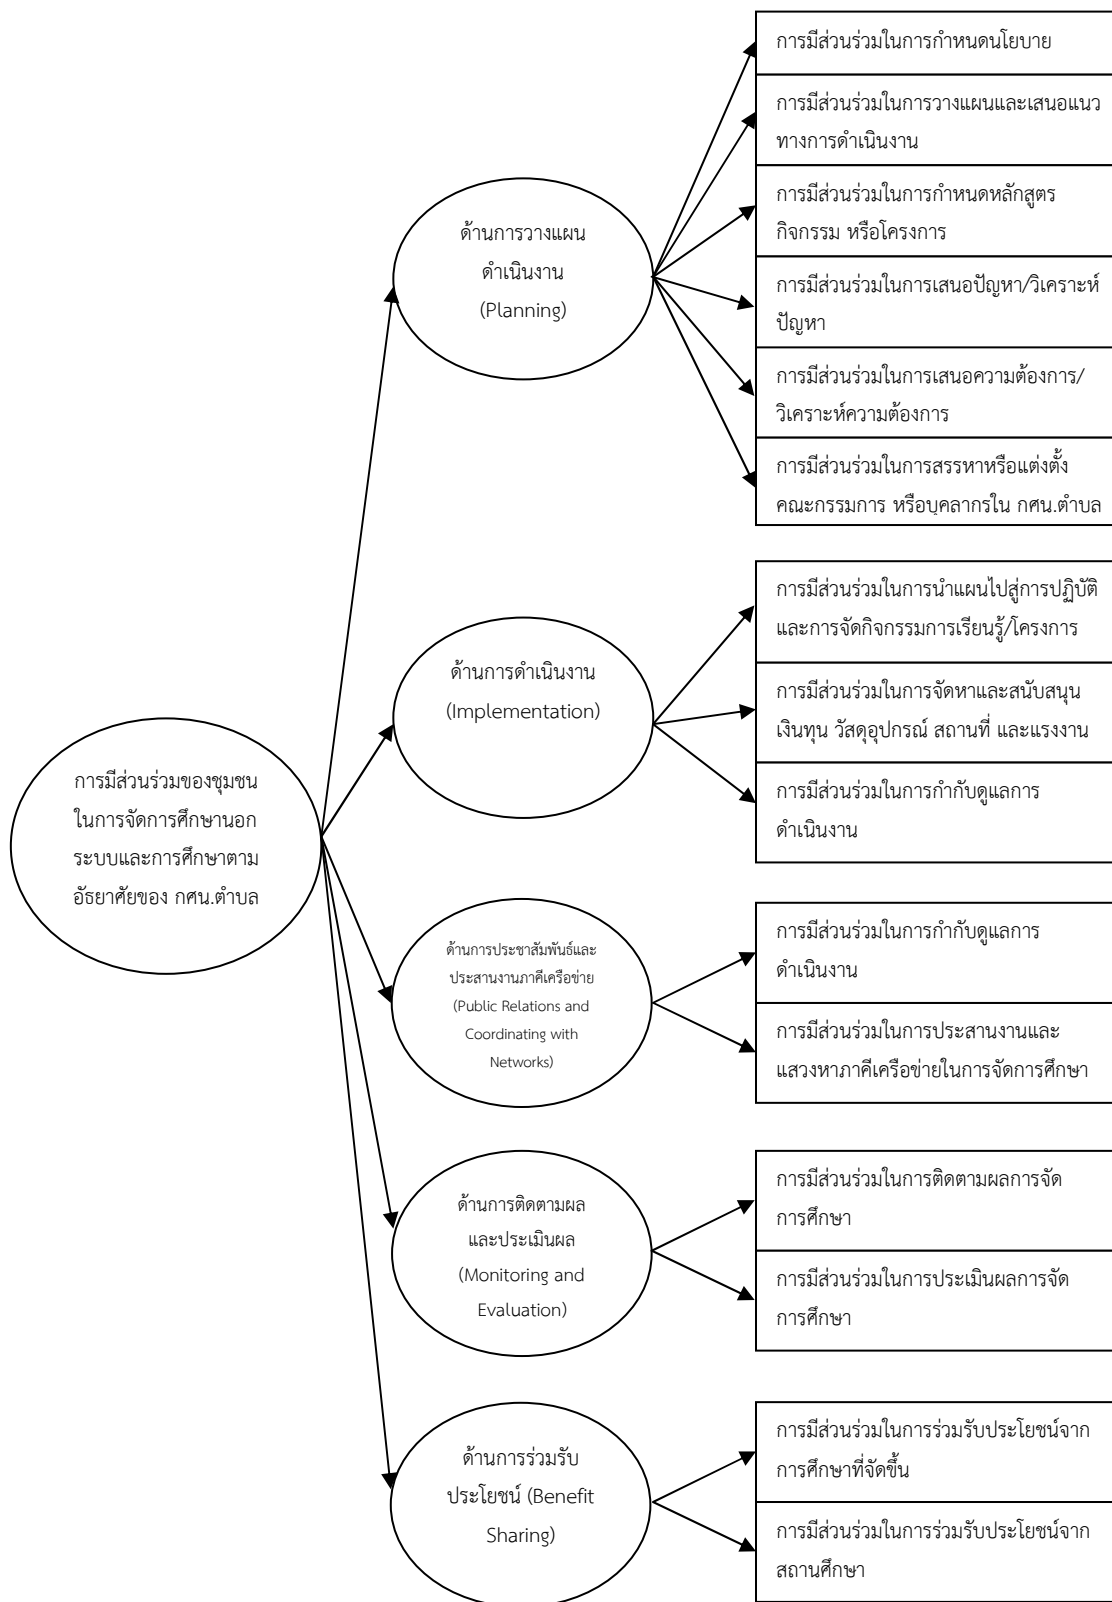 การมีส่วนร่วมของชุมชน
ในการจัดการศึกษานอก
ระบบและการศึกษาตาม
อัธยาศัยของ กศน.ตำบล
ด้านการวางแผน
ดำเนินงาน
(Planning)
การมีส่วนร่วมในการกำหนดนโยบาย
การมีส่วนร่วมในการวางแผนและเสนอแนว
ทางการดำเนินงาน
การมีส่วนร่วมในการกำหนดหลักสูตร
กิจกรรม หรือโครงการ
การมีส่วนร่วมในการเสนอปัญหา/วิเคราะห์
ปัญหา
การมีส่วนร่วมในการเสนอความต้องการ/
วิเคราะห์ความต้องการ
การมีส่วนร่วมในการสรรหาหรือแต่งตั้ง
คณะกรรมการ หรือบุคลากรใน กศน.ตำบล
ด้านการดำเนินงาน
(Implementation)
การมีส่วนร่วมในการนำแผนไปสู่การปฏิบัติ
และการจัดกิจกรรมการเรียนรู้/โครงการ
การมีส่วนร่วมในการจัดหาและสนับสนุน
เงินทุน วัสดุอุปกรณ์ สถานที่ และแรงงาน
การมีส่วนร่วมในการกำกับดูแลการ
ดำเนินงาน
ด้านการประชาสัมพันธ์และ
ประสานงานภาคีเครือข่าย
(Public Relations and
Coordinating with
Networks)
การมีส่วนร่วมในการกำกับดูแลการ
ดำเนินงาน
การมีส่วนร่วมในการประสานงานและ
แสวงหาภาคีเครือข่ายในการจัดการศึกษา
ด้านการติดตามผล
และประเมินผล
(Monitoring and
Evaluation)
การมีส่วนร่วมในการติดตามผลการจัด
การศึกษา
การมีส่วนร่วมในการประเมินผลการจัด
การศึกษา
ด้านการร่วมรับ
ประโยชน์ (Benefit
Sharing)
การมีส่วนร่วมในการร่วมรับประโยชน์จาก
การศึกษาที่จัดขึ้น
การมีส่วนร่วมในการร่วมรับประโยชน์จาก
สถานศึกษา